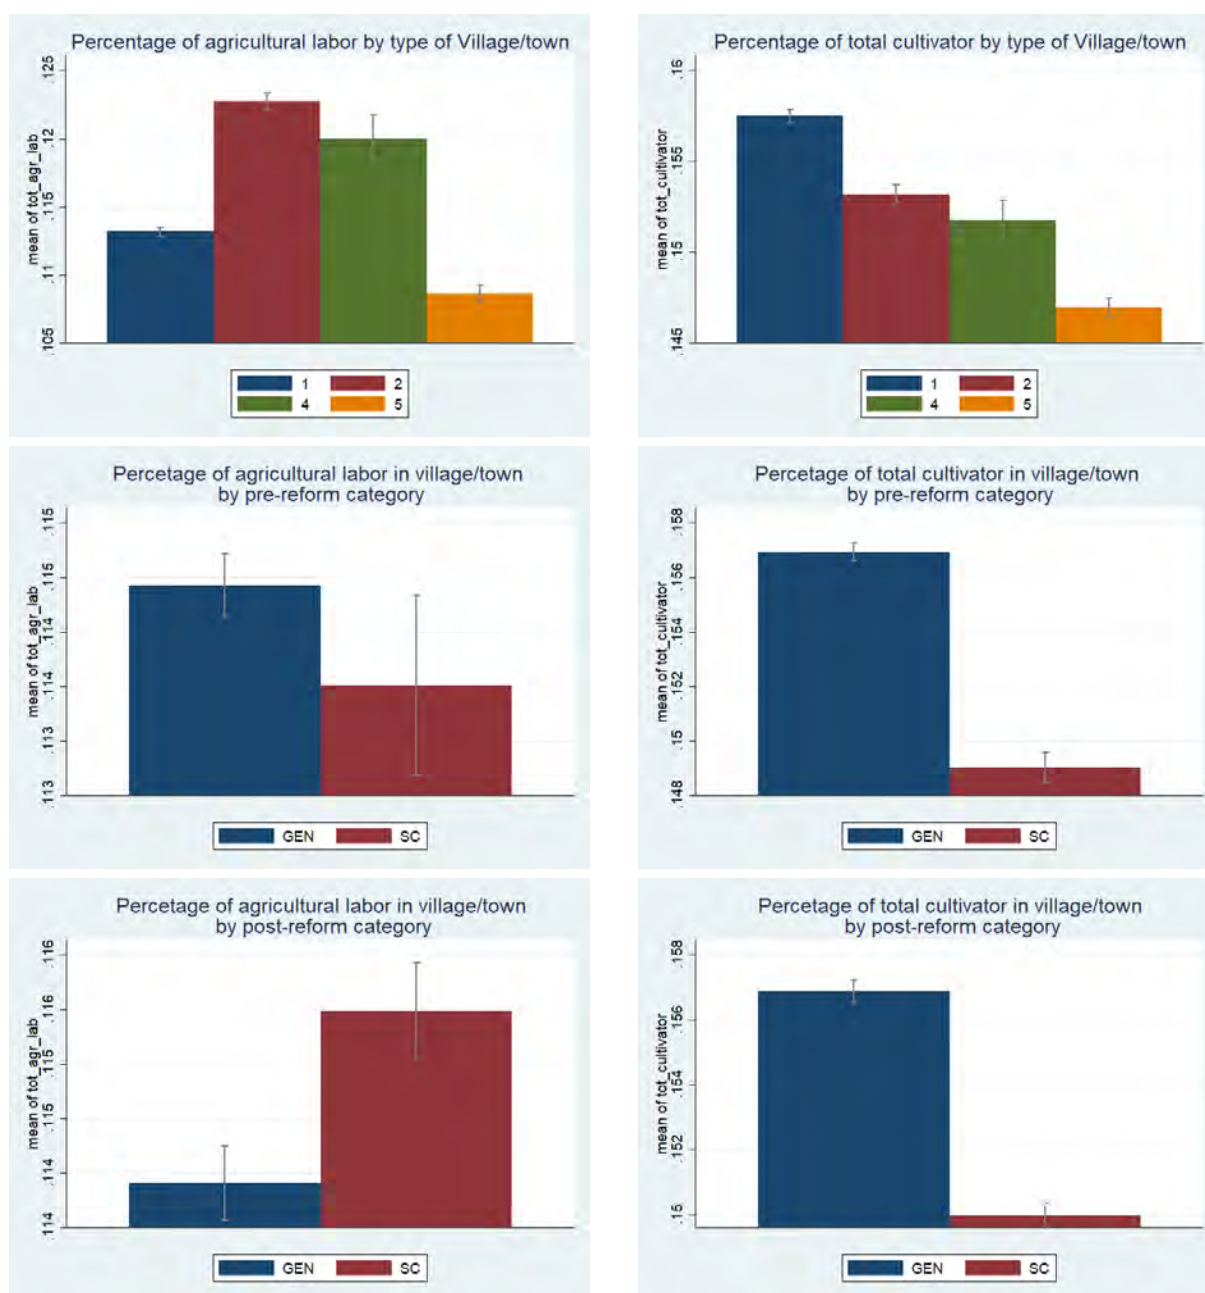 Percentage of agricultural labor by type of Village/town
mean of tot_agr_lab
.125
.12
.115
.11
.105
1 2
4 5
Percentage of total cultivator by type of Village/town
mean of tot_cultivator
.16
.155
.15
.145
1 2
4 5
Percetage of agricultural labor in village/town
by pre-reform category
mean of tot_agr_lab
.115
.115
.114
.114
.113
.113
GEN SC
Percetage of total cultivator in village/town
by pre-reform category
mean of tot_cultivator
.158
.156
.154
.152
.15
.148
GEN SC
Percetage of agricultural labor in village/town
by post-reform category
mean of tot_agr_lab
.116
.116
.115
.115
.114
.114
GEN SC
Percetage of total cultivator in village/town
by post-reform category
mean of tot_cultivator
.158
.156
.154
.152
.15
GEN SC